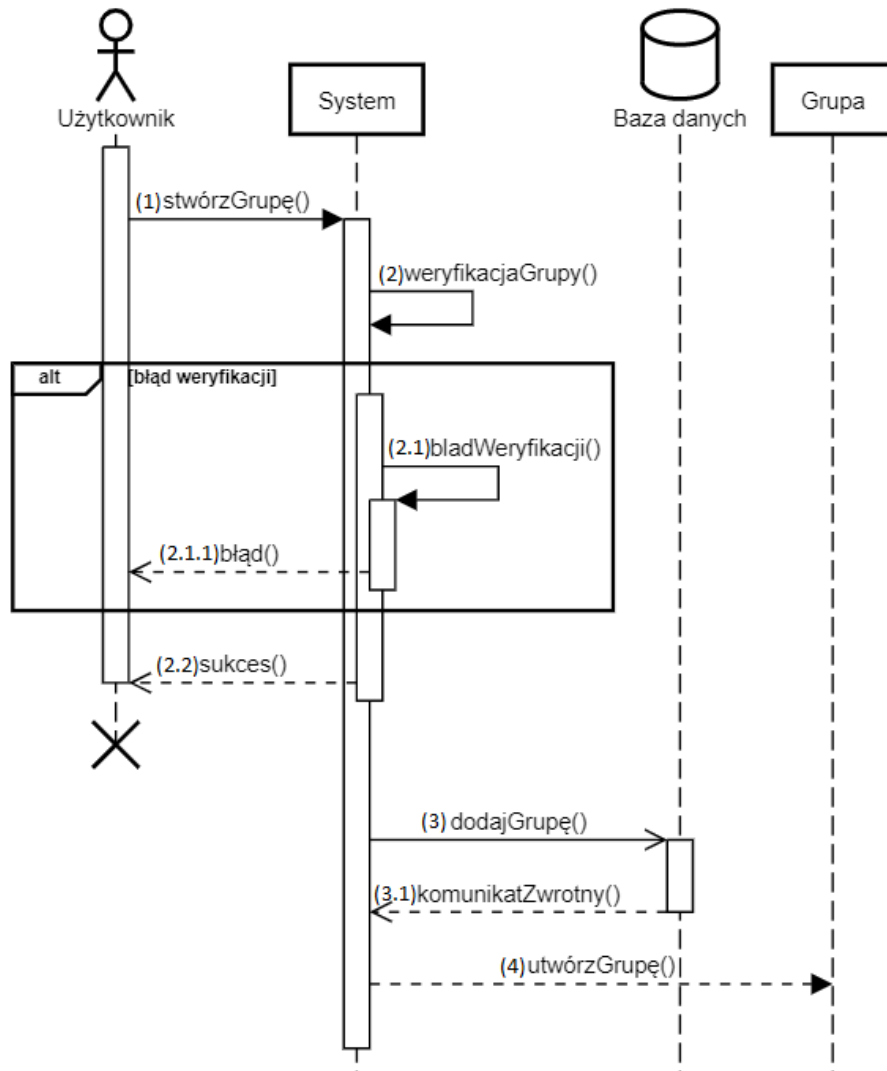 Użytkownik
System
Baza danych
Grupa
(1)stwórzGrupę()
(2)weryfikacjaGrupy()
alt
[błąd weryfikacji]
(2.1)bladWeryfikacji()
(2.1.1)błąd()
(2.2)sukces()
(3) dodajGrupę()
(3.1)komunikatZwrotny()
(4)utwórzGrupę()